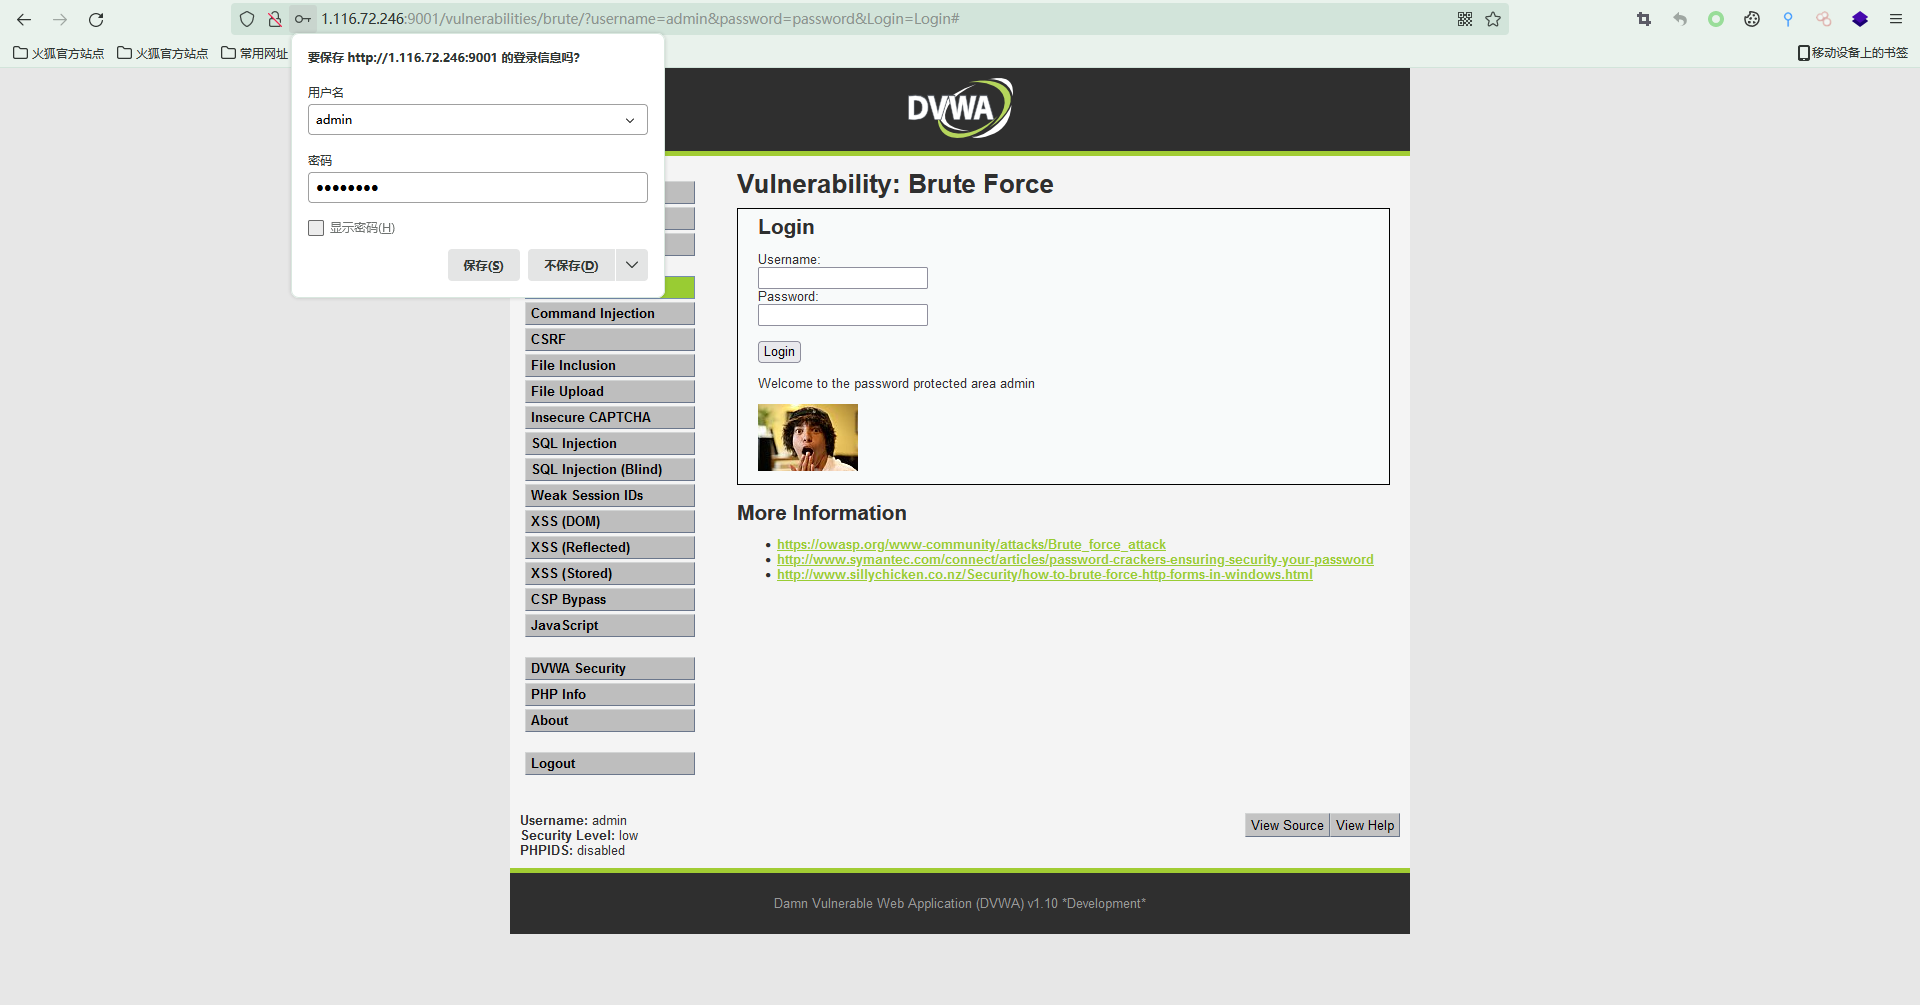 1.116.72.246:9001/vulnerabilities/brute/?username=admin&password=password&Login=Login#
火狐官方站点
火狐官方站点
常用网址
移动设备上的书签
要保存 http://1.116.72.246:9001 的登录信息吗?
用户名
admin
密码
••••••••
显示密码(H)
保存(S)
不保存(D)
DVWA
Command Injection
CSRF
File Inclusion
File Upload
Insecure CAPTCHA
SQL Injection
SQL Injection (Blind)
Weak Session IDs
XSS (DOM)
XSS (Reflected)
XSS (Stored)
CSP Bypass
JavaScript
DVWA Security
PHP Info
About
Logout
Vulnerability: Brute Force
Login
Username:
Password:
Login
Welcome to the password protected area admin
More Information
• https://owasp.org/www-community/attacks/Brute_force_attack
• http://www.symantec.com/connect/articles/password-crackers-ensuring-security-your-password
• http://www.sillychicken.co.nz/Security/how-to-brute-force-http-forms-in-windows.html
Username: admin
Security Level: low
PHPIDS: disabled
View Source
View Help
Damn Vulnerable Web Application (DVWA) v1.10 *Development*